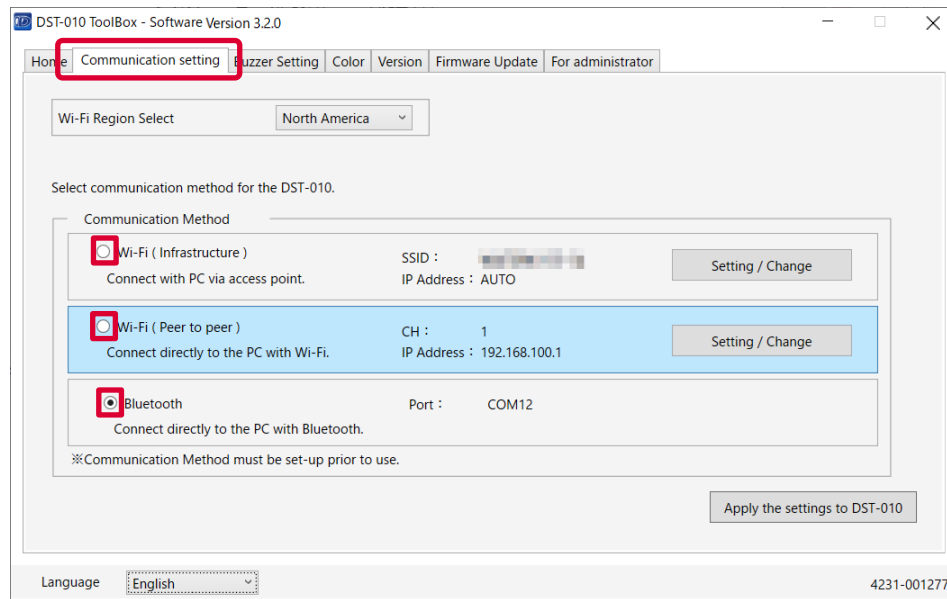 DST-010 ToolBox - Software Version 3.2.0
Home Communication setting Buzzer Setting Color Version Firmware Update For administrator
Wi-Fi Region Select North America
Select communication method for the DST-010.
Communication Method
Wi-Fi ( Infrastructure ) SSID :
Connect with PC via access point. IP Address : AUTO
Setting / Change
Wi-Fi ( Peer to peer ) CH : 1
Connect directly to the PC with Wi-Fi. IP Address : 192.168.100.1
Setting / Change
Bluetooth Port : COM12
Connect directly to the PC with Bluetooth.
※Communication Method must be set-up prior to use.
Apply the settings to DST-010
Language English 4231-001277